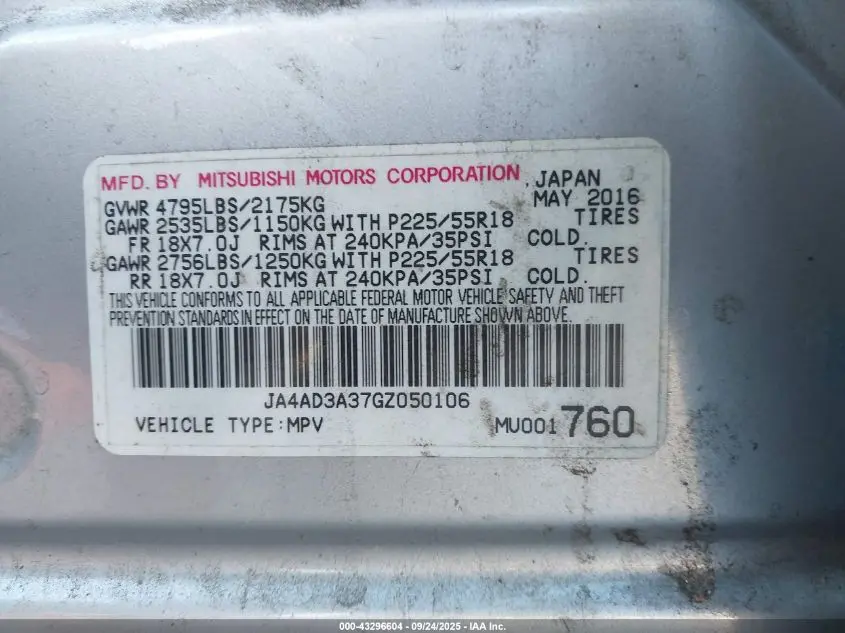 MFD. BY MITSUBISHI MOTORS CORPORATION, JAPAN
GVWR 4795LBS/2175KG MAY 2016
GAWR 2535LBS/1150KG WITH P225/55R18 TIRES
FR 18X7.0J RIMS AT 240KPA/35PSI COLD.
GAWR 2756LBS/1250KG WITH P225/55R18 TIRES
RR 18X7.0J RIMS AT 240KPA/35PSI COLD.
THIS VEHICLE CONFORMS TO ALL APPLICABLE FEDERAL MOTOR VEHICLE SAFETY AND THEFT
PREVENTION STANDARDS IN EFFECT ON THE DATE OF MANUFACTURE SHOWN ABOVE.
JA4AD3A37GZ050106
VEHICLE TYPE:MPV MU001760
000-43296604 - 09/24/2025 - IAA Inc.